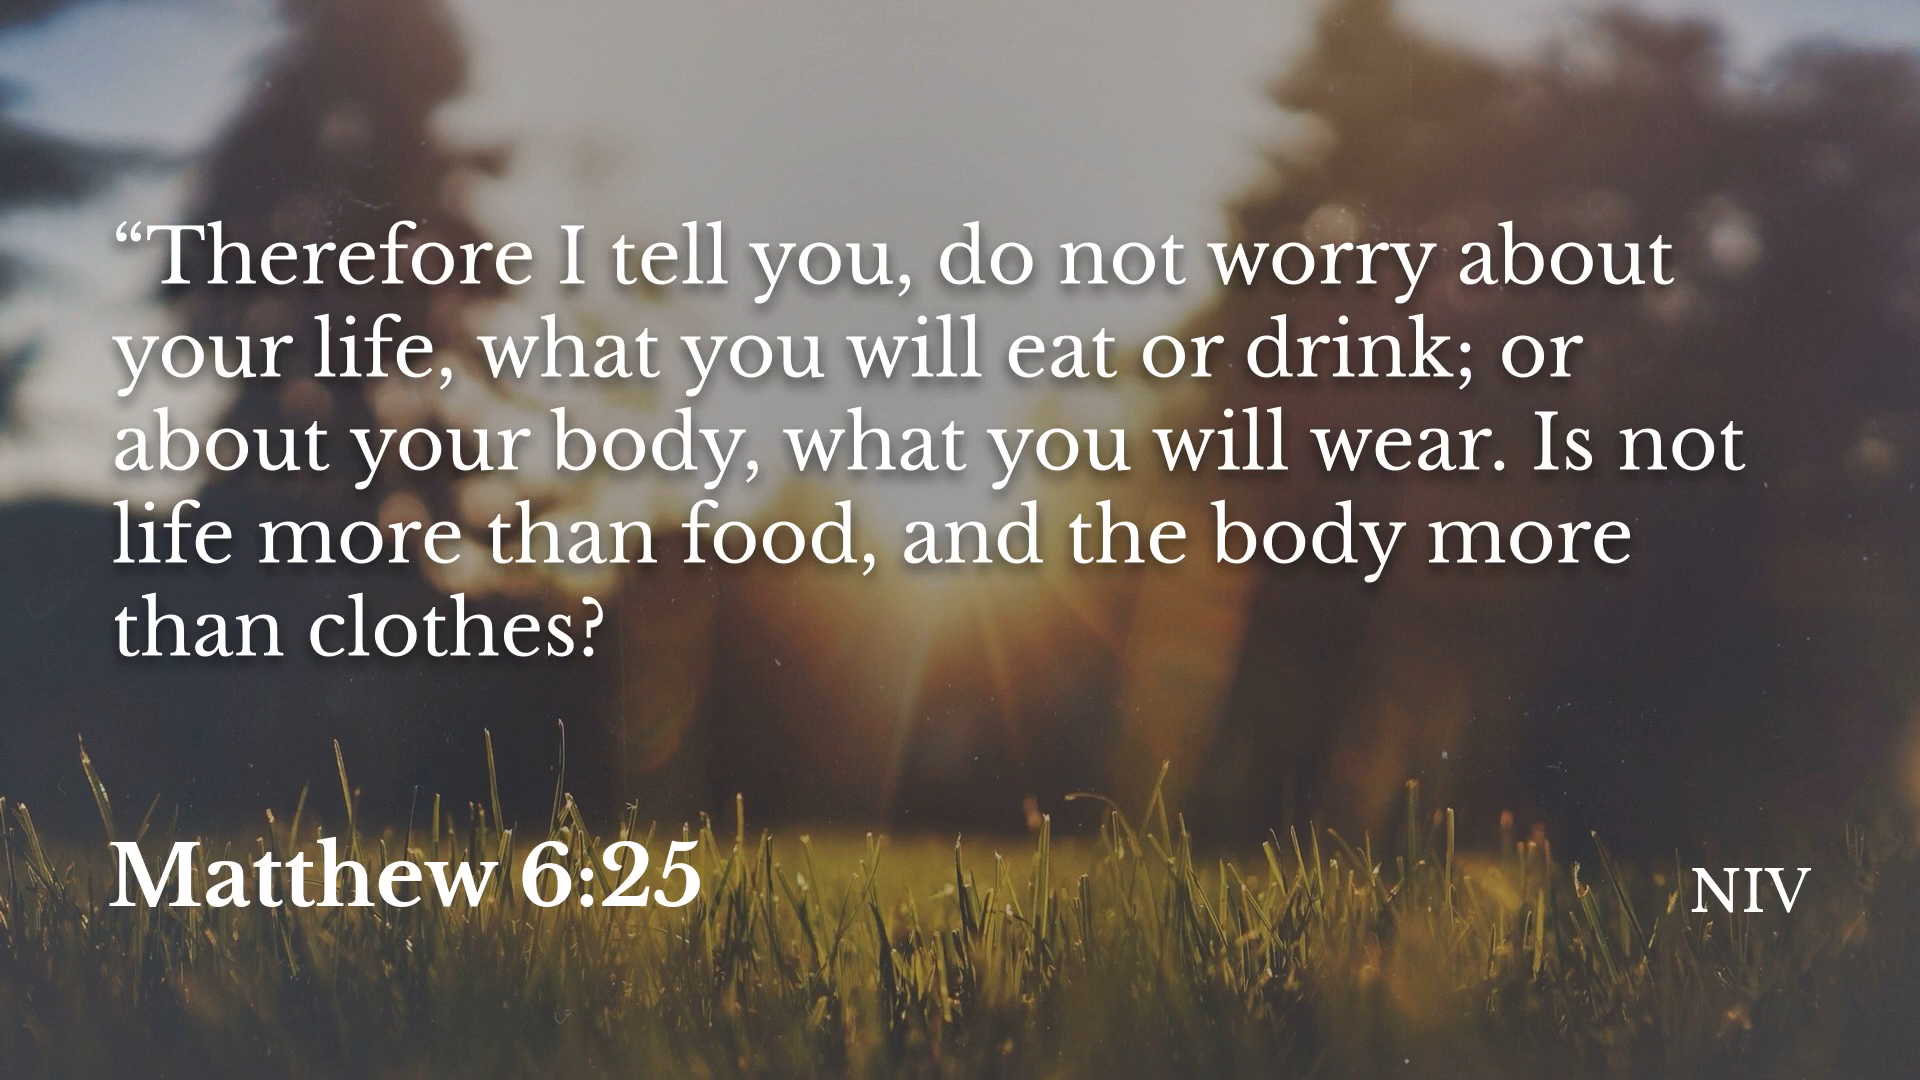 “Therefore I tell you, do not worry about
your life, what you will eat or drink; or
about your body, what you will wear. Is not
life more than food, and the body more
than clothes?
Matthew 6:25
NIV